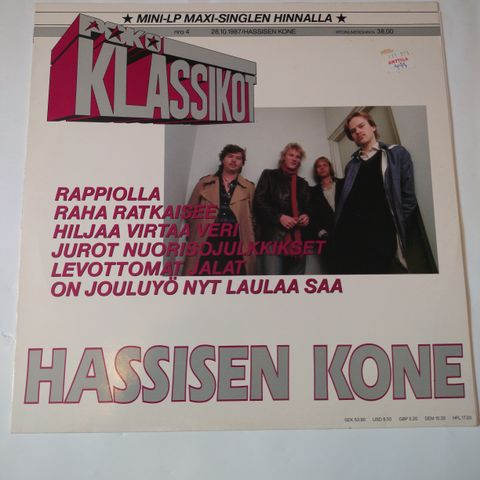 ★ MINI-LP MAXI-SINGLEN HINNALLA ★
nro 4 28.10.1987/HASSISEN KONE 38,00
POKO
KLASSIKOT
RAPPIOLLA
RAHA RATKAISEE
HILJAA VIRTAA VERI
JUROT NUORISOJULKKIKSET
LEVOTTOMAT JALAT
ON JOULUYÖ NYT LAULAA SAA
HASSISEN KONE